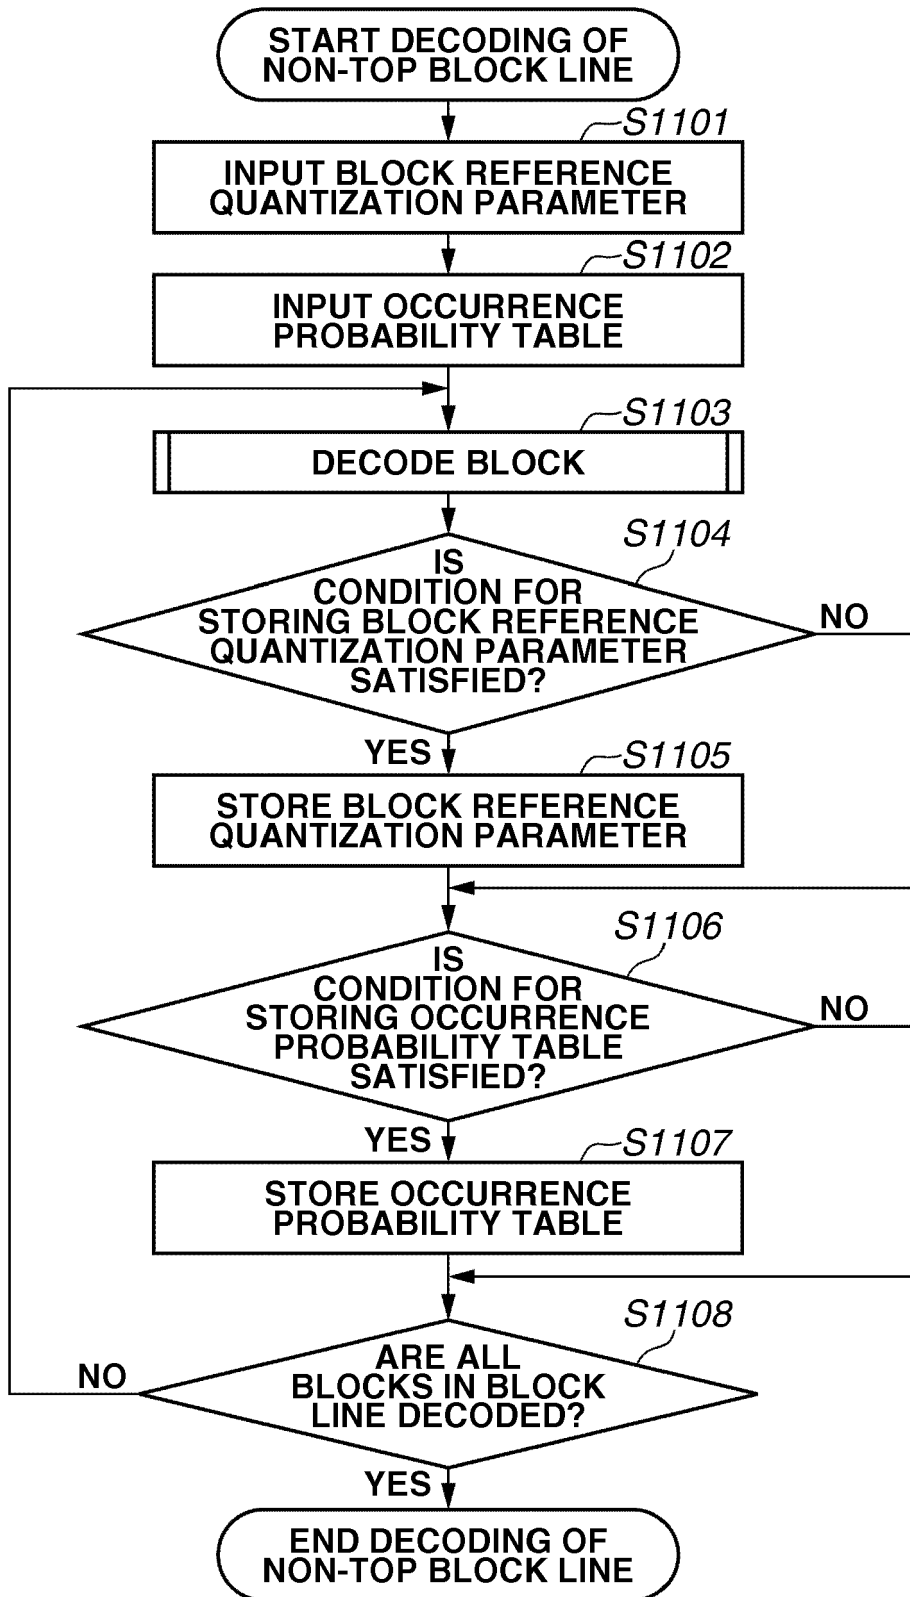 START DECODING OF
NON-TOP BLOCK LINE
S1101
INPUT BLOCK REFERENCE
QUANTIZATION PARAMETER
S1102
INPUT OCCURRENCE
PROBABILITY TABLE
S1103
DECODE BLOCK
S1104
IS
CONDITION FOR
STORING BLOCK REFERENCE
QUANTIZATION PARAMETER
SATISFIED?
NO
YES
S1105
STORE BLOCK REFERENCE
QUANTIZATION PARAMETER
S1106
IS
CONDITION FOR
STORING OCCURRENCE
PROBABILITY TABLE
SATISFIED?
NO
YES
S1107
STORE OCCURRENCE
PROBABILITY TABLE
S1108
ARE ALL
BLOCKS IN BLOCK
LINE DECODED?
NO
YES
END DECODING OF
NON-TOP BLOCK LINE